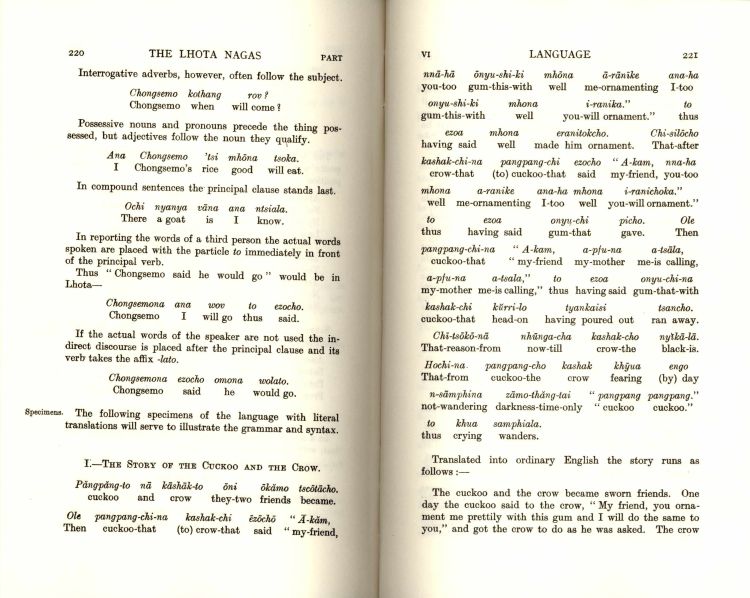 220 THE LHOTA NAGAS PART
Interrogative adverbs, however, often follow the subject.
Chongsemo kothang rov ?
Chongsemo when will come ?
Possessive nouns and pronouns precede the thing pos-
sessed, but adjectives follow the noun they qualify.
Ana Chongsemo 'tsi mhōna tsoka.
I Chongsemo's rice good will eat.
In compound sentences the principal clause stands last.
Ochi nyanya vāna ana ntsiala.
There a goat is I know.
In reporting the words of a third person the actual words
spoken are placed with the particle to immediately in front
of the principal verb.
Thus " Chongsemo said he would go " would be in
Lhota—
Chongsemona ana wov to ezocho.
Chongsemo I will go thus said.
If the actual words of the speaker are not used the in-
direct discourse is placed after the principal clause and its
verb takes the affix -lato.
Chongsemona ezocho omona wolato.
Chongsemo said he would go.
Specimens. The following specimens of the language with literal
translations will serve to illustrate the grammar and syntax.
I.—THE STORY OF THE CUCKOO AND THE CROW.
Pāngpāng-to nā kāshāk-to ōni ōkāmo tscōtācho.
cuckoo and crow they-two friends became.
Ole pangpang-chi-na kashak-chi ēzōchō " Ā-kām,
Then cuckoo-that (to) crow-that said " my-friend,
VI LANGUAGE 221
nnā-hā ōnyu-shi-ki mhōna ā-rānike ana-ha
you-too gum-this-with well me-ornamenting I-too
onyu-shi-ki mhona i-ranika." to
gum-this-with well you-will ornament." thus
ezoa mhona eranitokcho. Chi-silōcho
having said well made him ornament. That-after
kashak-chi-na pangpang-chi ezocho " A-kam, nna-ha
crow-that (to) cuckoo-that said my-friend, you-too
mhona a-ranike ana-ha mhona i-ranichoka."
well me-ornamenting I-too well you-will ornament."
to ezoa onyu-chi picho. Ole
thus having said gum-that gave. Then
pangpang-chi-na " A-kam, a-pfu-na a-tsāla,
cuckoo-that " my-friend my-mother me-is calling,
a-pfu-na a-tsala," to ezoa onyu-chi-na
my-mother me-is calling," thus having said gum-that-with
kashak-chi kürri-lo tyankaisi tsancho.
cuckoo-that head-on having poured out ran away.
Chi-tsōkō-nā nhūnga-cho kashak-cho nyīkā-lā.
That-reason-from now-till crow-the black-is.
Hochi-na pangpang-cho kashak khÿua engo
That-from cuckoo-the crow fearing (by) day
n-sāmphina zāmo-thāng-tai " pangpang pangpang."
not-wandering darkness-time-only " cuckoo cuckoo."
to khua samphiala.
thus crying wanders.
Translated into ordinary English the story runs as
follows :—
The cuckoo and the crow became sworn friends. One
day the cuckoo said to the crow, " My friend, you orna-
ment me prettily with this gum and I will do the same to
you," and got the crow to do as he was asked. The crow